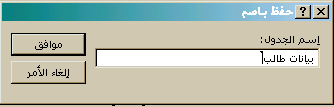 حفظ باسم
إسم الجدول:
بيانات طالب
موافق
إلغاء الأمر